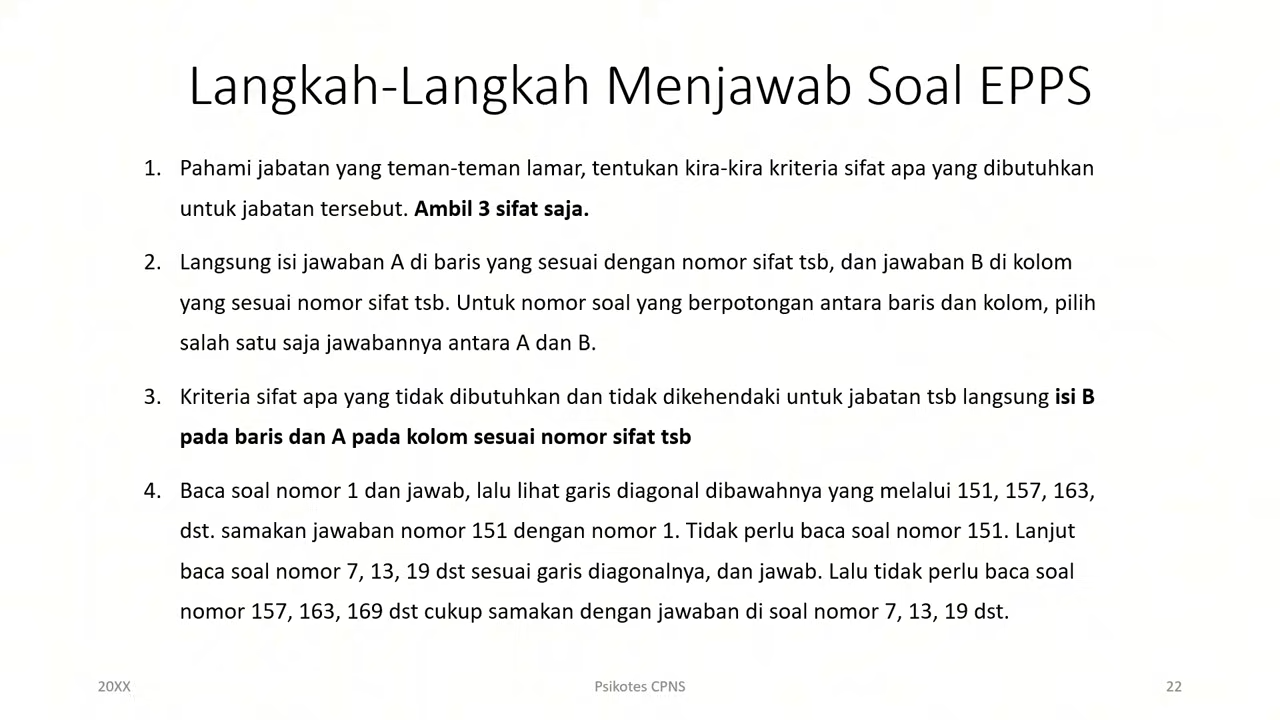 Langkah-Langkah Menjawab Soal EPPS
1. Pahami jabatan yang teman-teman lamar, tentukan kira-kira kriteria sifat apa yang dibutuhkan
untuk jabatan tersebut. Ambil 3 sifat saja.
2. Langsung isi jawaban A di baris yang sesuai dengan nomor sifat tsb, dan jawaban B di kolom
yang sesuai nomor sifat tsb. Untuk nomor soal yang berpotongan antara baris dan kolom, pilih
salah satu saja jawabannya antara A dan B.
3. Kriteria sifat apa yang tidak dibutuhkan dan tidak dikehendaki untuk jabatan tsb langsung isi B
pada baris dan A pada kolom sesuai nomor sifat tsb
4. Baca soal nomor 1 dan jawab, lalu lihat garis diagonal dibawahnya yang melalui 151, 157, 163,
dst. samakan jawaban nomor 151 dengan nomor 1. Tidak perlu baca soal nomor 151. Lanjut
baca soal nomor 7, 13, 19 dst sesuai garis diagonalnya, dan jawab. Lalu tidak perlu baca soal
nomor 157, 163, 169 dst cukup samakan dengan jawaban di soal nomor 7, 13, 19 dst.
20XX
Psikotes CPNS
22